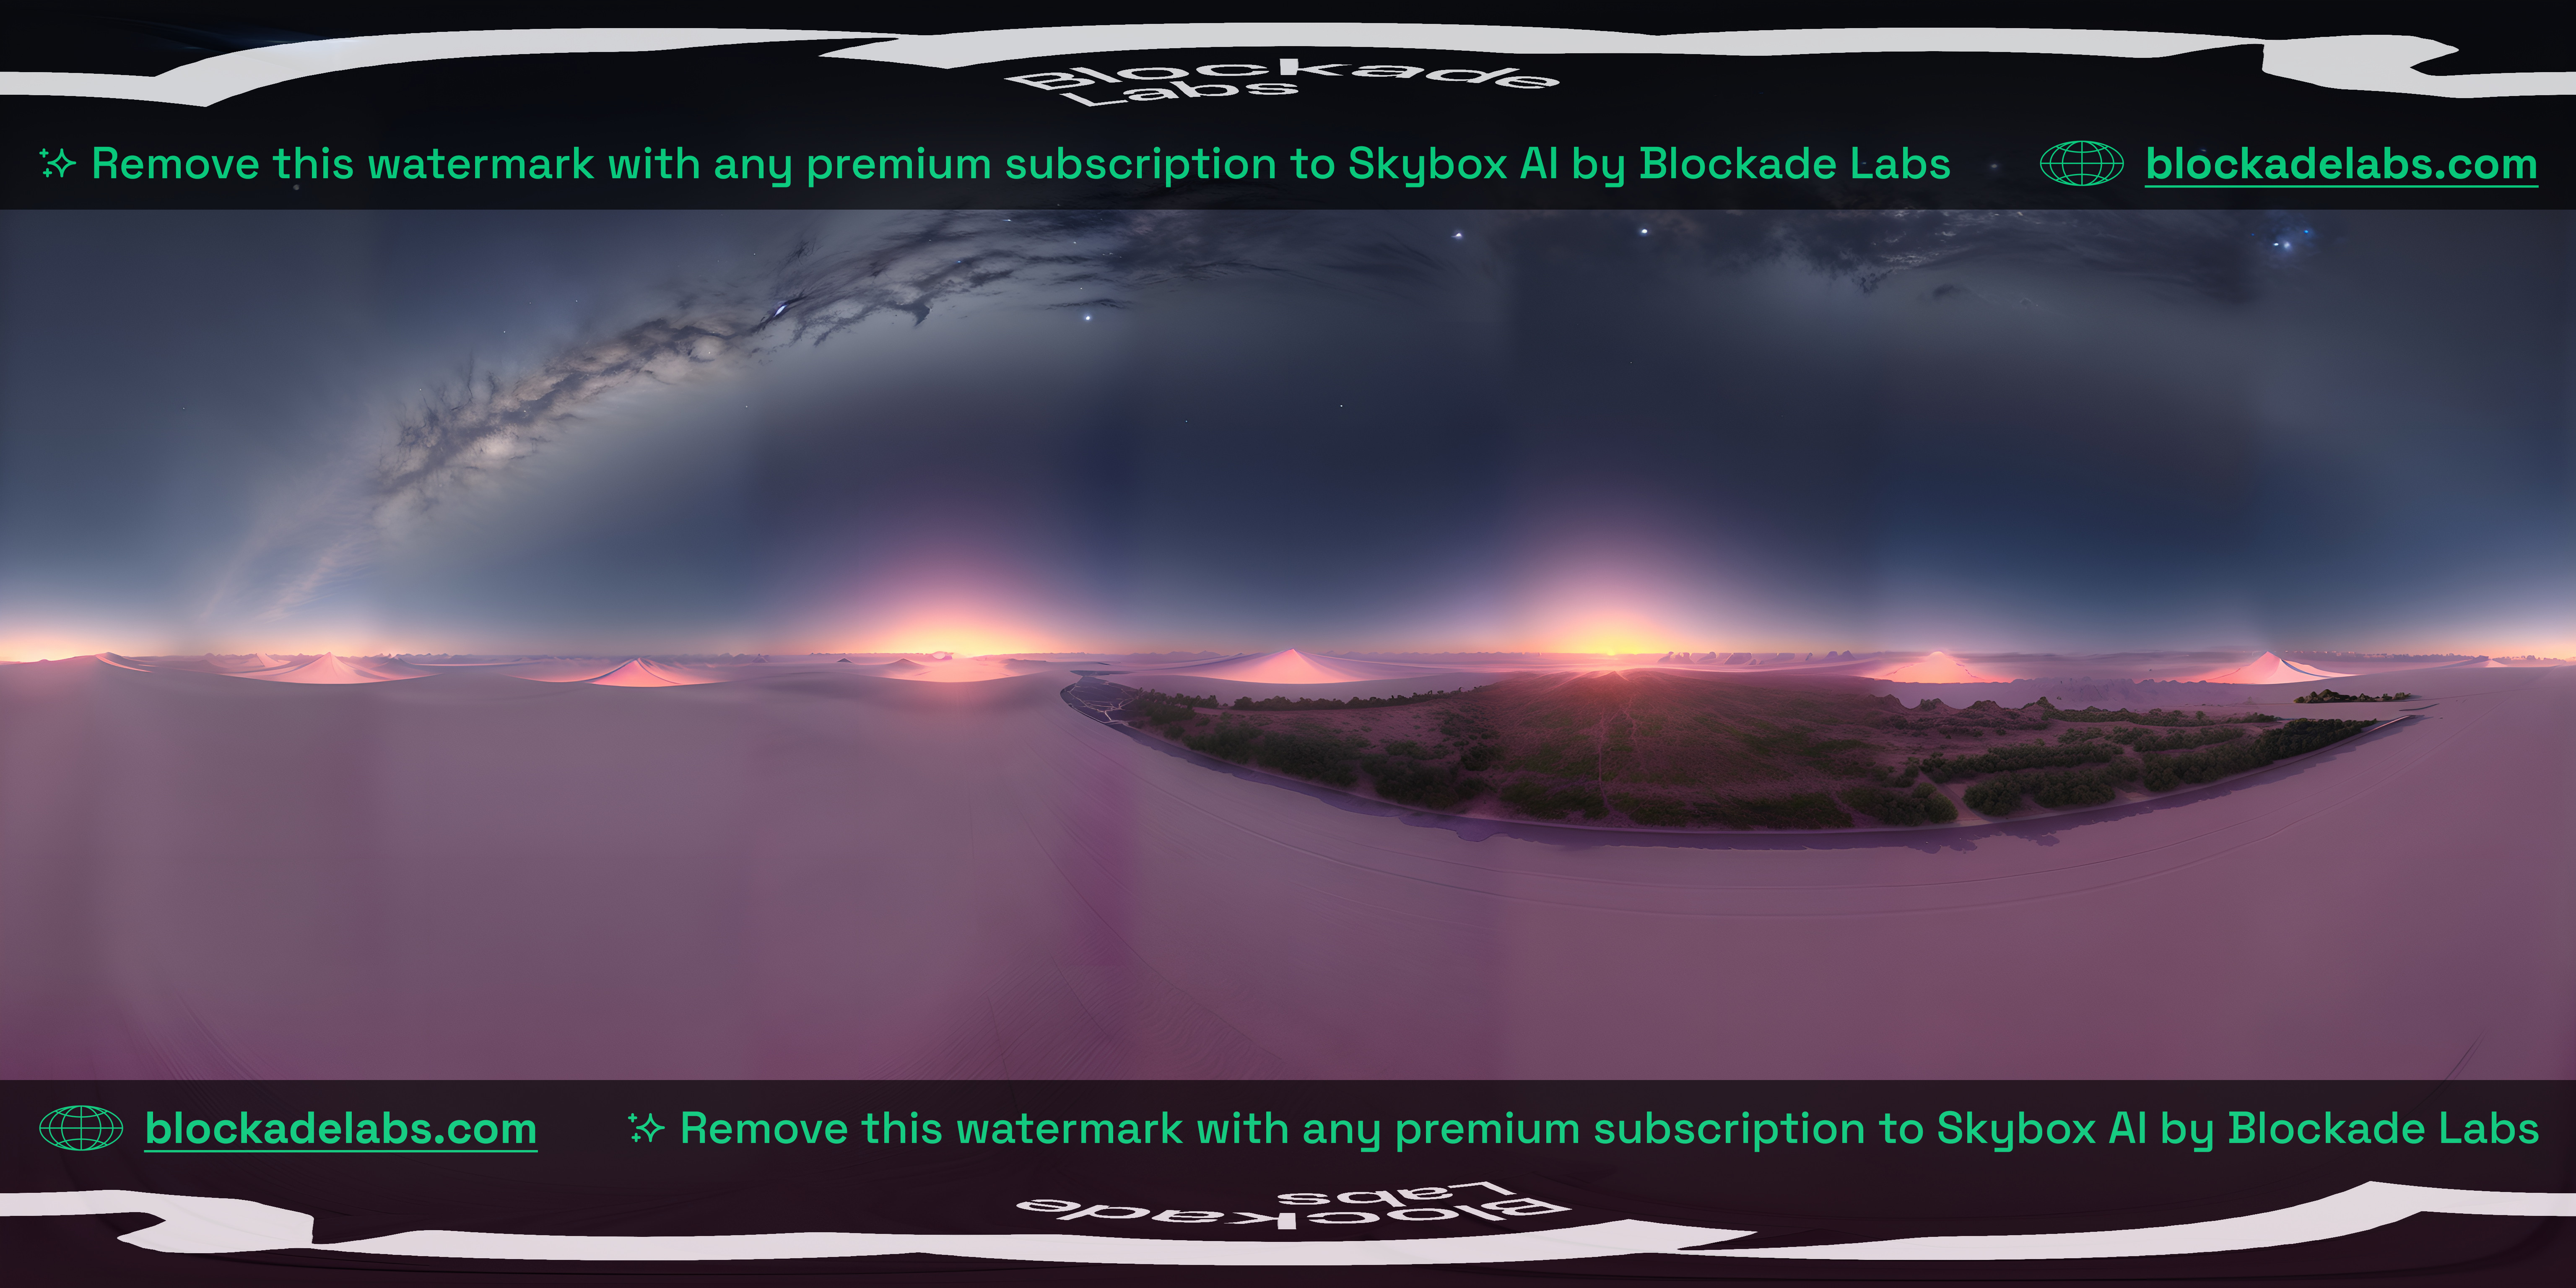 Blockade
Labs
Remove this watermark with any premium subscription to Skybox AI by Blockade Labs blockadelabs.com
blockadelabs.com Remove this watermark with any premium subscription to Skybox AI by Blockade Labs
Blockade
Labs